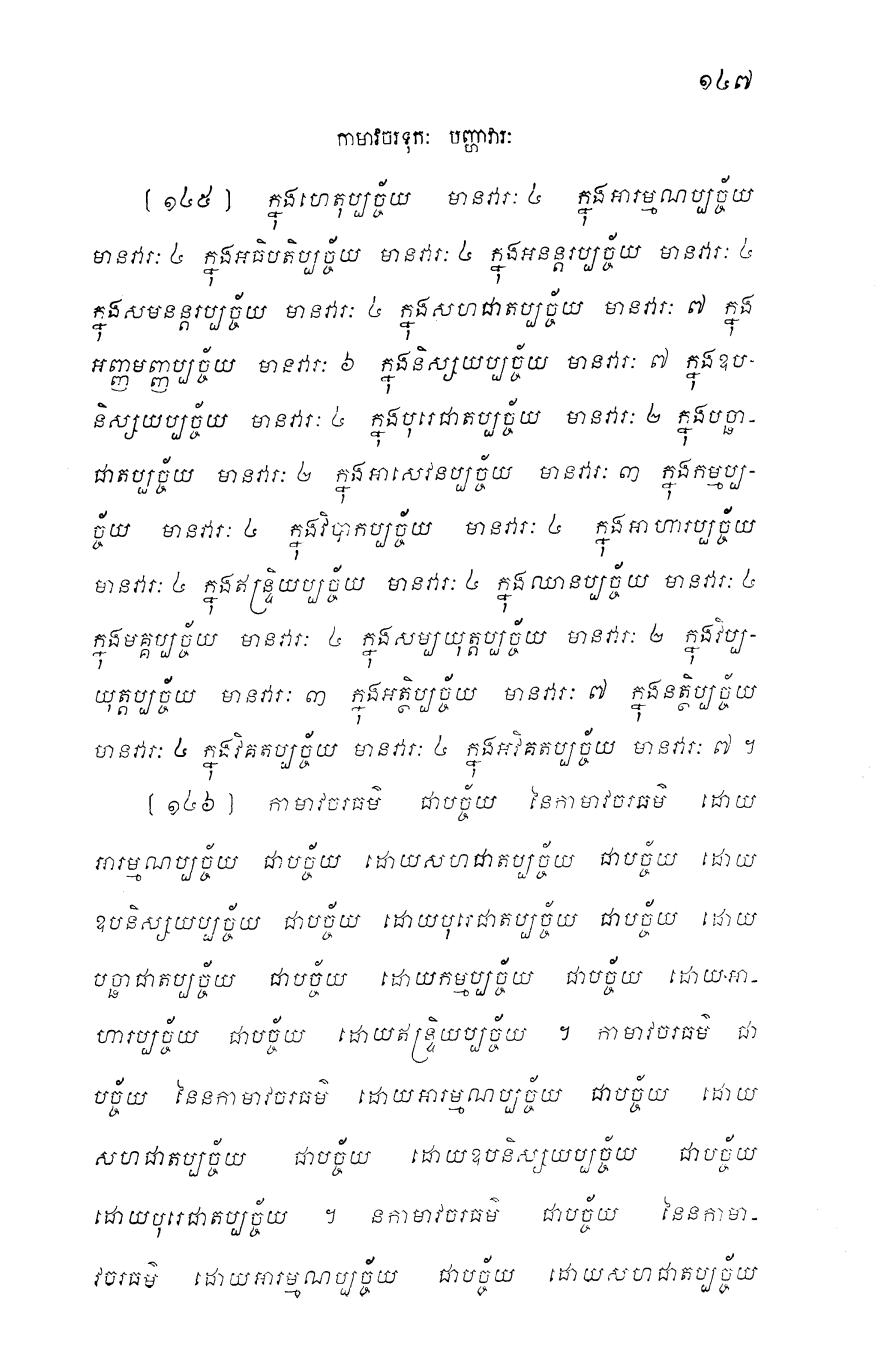 ១៤៧
កាមាវចរទុកៈ បញ្ហាវារៈ
[ ១៤៥ ] ក្នុងហេតុប្បច្ច័យ មានវារៈ ៤ ក្នុងអារម្មណប្បច្ច័យ
មានវារៈ ៤ ក្នុងអធិបតិប្បច្ច័យ មានវារៈ ៤ ក្នុងអនន្តរប្បច្ច័យ មានវារៈ ៤
ក្នុងសមនន្តរប្បច្ច័យ មានវារៈ ៤ ក្នុងសហជាតប្បច្ច័យ មានវារៈ ៧ ក្នុង
អញ្ញមញ្ញប្បច្ច័យ មានវារៈ ៦ ក្នុងនិស្សយប្បច្ច័យ មានវារៈ ៧ ក្នុងឧប-
និស្សយប្បច្ច័យ មានវារៈ ៤ ក្នុងបុរេជាតប្បច្ច័យ មានវារៈ ២ ក្នុងបច្ឆា-
ជាតប្បច្ច័យ មានវារៈ ២ ក្នុងអាសេវនប្បច្ច័យ មានវារៈ ៣ ក្នុងកម្មប្ប-
ច្ច័យ មានវារៈ ៤ ក្នុងវិបាកប្បច្ច័យ មានវារៈ ៤ ក្នុងអាហារប្បច្ច័យ
មានវារៈ ៤ ក្នុងឥន្ទ្រិយប្បច្ច័យ មានវារៈ ៤ ក្នុងឈានប្បច្ច័យ មានវារៈ ៤
ក្នុងមគ្គប្បច្ច័យ មានវារៈ ៤ ក្នុងសម្បយុត្តប្បច្ច័យ មានវារៈ ២ ក្នុងវិប្ប-
យុត្តប្បច្ច័យ មានវារៈ ៣ ក្នុងអត្ថិប្បច្ច័យ មានវារៈ ៧ ក្នុងនត្ថិប្បច្ច័យ
មានវារៈ ៤ ក្នុងវិគតប្បច្ច័យ មានវារៈ ៤ ក្នុងអវិគតប្បច្ច័យ មានវារៈ ៧ ។
[ ១៤៦ ] កាមាវចរធម៌ ជាបច្ច័យ នៃកាមាវចរធម៌ ដោយ
អារម្មណប្បច្ច័យ ជាបច្ច័យ ដោយសហជាតប្បច្ច័យ ជាបច្ច័យ ដោយ
ឧបនិស្សយប្បច្ច័យ ជាបច្ច័យ ដោយបុរេជាតប្បច្ច័យ ជាបច្ច័យ ដោយ
បច្ឆាជាតប្បច្ច័យ ជាបច្ច័យ ដោយកម្មប្បច្ច័យ ជាបច្ច័យ ដោយអា-
ហារប្បច្ច័យ ជាបច្ច័យ ដោយឥន្ទ្រិយប្បច្ច័យ ។ កាមាវចរធម៌ ជា
បច្ច័យ នៃនកាមាវចរធម៌ ដោយអារម្មណប្បច្ច័យ ជាបច្ច័យ ដោយ
សហជាតប្បច្ច័យ ជាបច្ច័យ ដោយឧបនិស្សយប្បច្ច័យ ជាបច្ច័យ
ដោយបុរេជាតប្បច្ច័យ ។ នកាមាវចរធម៌ ជាបច្ច័យ នៃនកាមា-
វចរធម៌ ដោយអារម្មណប្បច្ច័យ ជាបច្ច័យ ដោយសហជាតប្បច្ច័យ